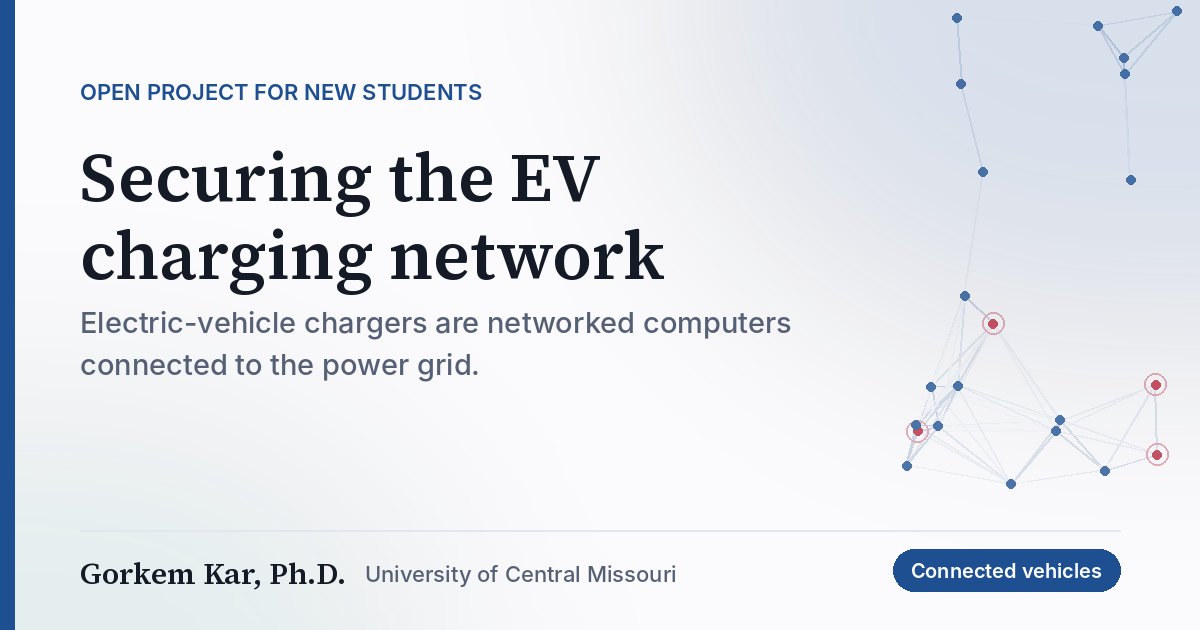 OPEN PROJECT FOR NEW STUDENTS
Securing the EV
charging network
Electric-vehicle chargers are networked computers
connected to the power grid.
Gorkem Kar, Ph.D. University of Central Missouri
Connected vehicles